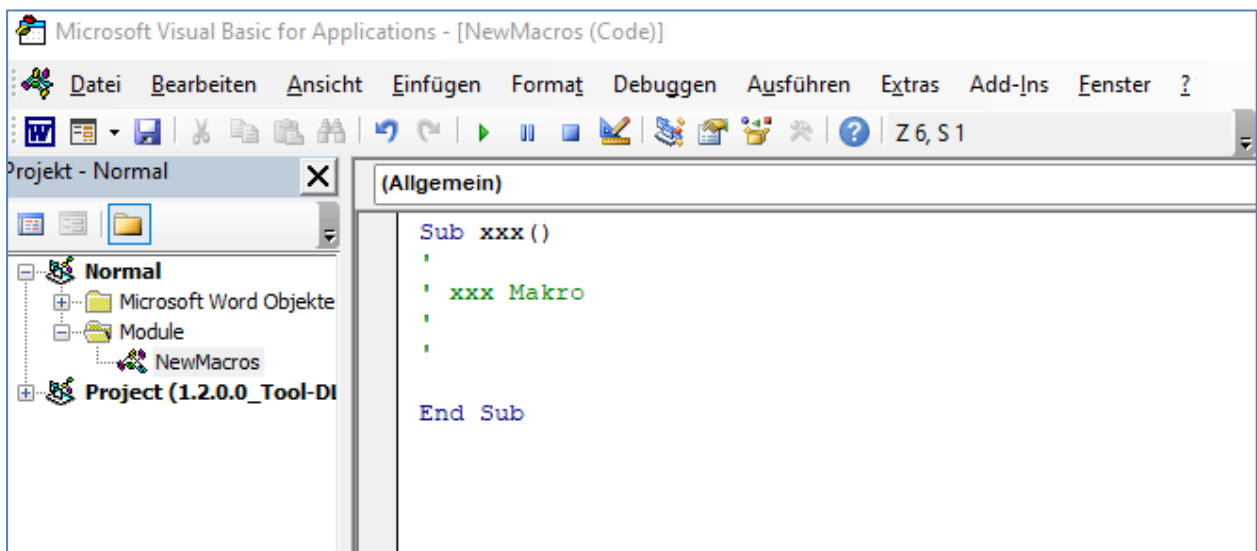 Microsoft Visual Basic for Applications - [NewMacros (Code)]
Datei Bearbeiten Ansicht Einfügen Format Debuggen Ausführen Extras Add-Ins Fenster ?
Z 6, S 1
Projekt - Normal
(Allgemein)
Normal
Microsoft Word Objekte
Module
NewMacros
Project (1.2.0.0_Tool-DI
Sub xxx()
'
' xxx Makro
'
'
End Sub